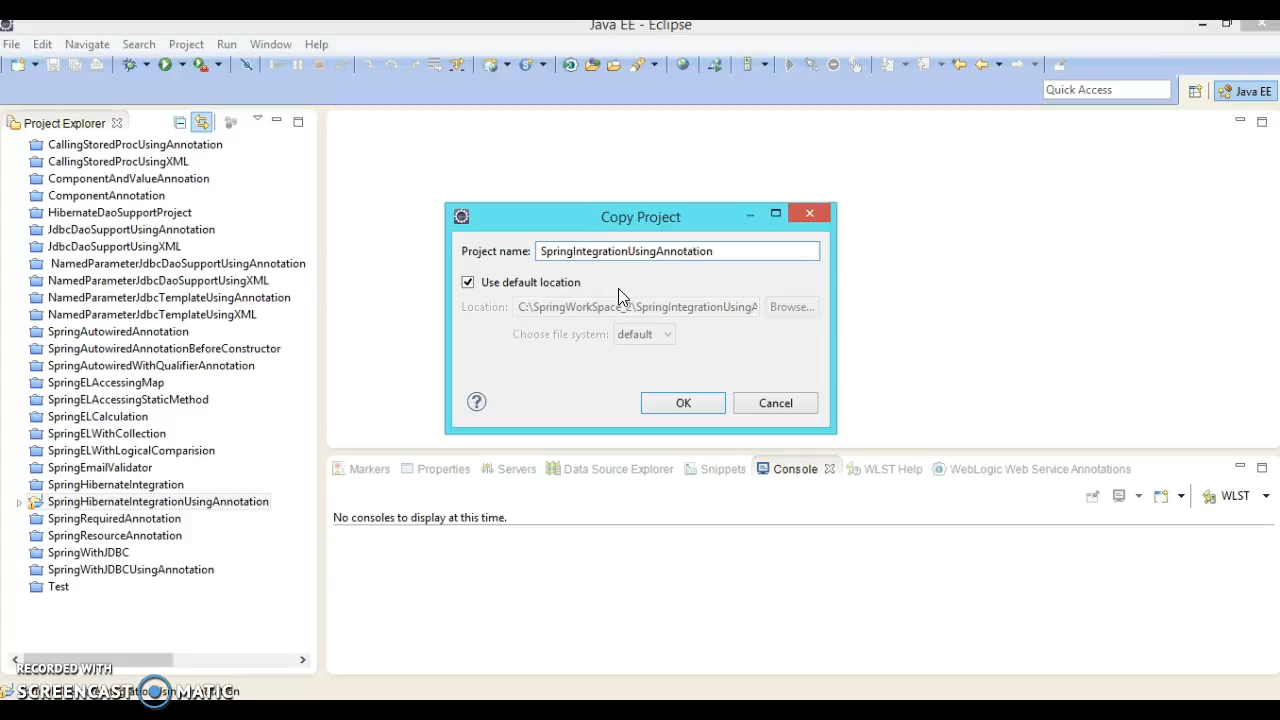 Java EE - Eclipse
File Edit Navigate Search Project Run Window Help
Quick Access
Java EE
Project Explorer
CallingStoredProcUsingAnnotation
CallingStoredProcUsingXML
ComponentAndValueAnnoation
ComponentAnnotation
HibernateDaoSupportProject
JdbcDaoSupportUsingAnnotation
JdbcDaoSupportUsingXML
NamedParameterJdbcDaoSupportUsingAnnotation
NamedParameterJdbcDaoSupportUsingXML
NamedParameterJdbcTemplateUsingAnnotation
NamedParameterJdbcTemplateUsingXML
SpringAutowiredAnnotation
SpringAutowiredAnnotationBeforeConstructor
SpringAutowiredWithQualifierAnnotation
SpringELAccessingMap
SpringELAccessingStaticMethod
SpringELCalculation
SpringELWithCollection
SpringELWithLogicalComparision
SpringEmailValidator
SpringHibernateIntegration
SpringHibernateIntegrationUsingAnnotation
SpringRequiredAnnotation
SpringResourceAnnotation
SpringWithJDBC
SpringWithJDBCUsingAnnotation
Test
Copy Project
Project name: SpringIntegrationUsingAnnotation
Use default location
Location: C:\SpringWorkSpace_2\SpringIntegrationUsingA Browse...
Choose file system: default
OK Cancel
Markers Properties Servers Data Source Explorer Snippets Console WLST Help WebLogic Web Service Annotations
WLST
No consoles to display at this time.
RECORDED WITH
SCREENCAST MATIC